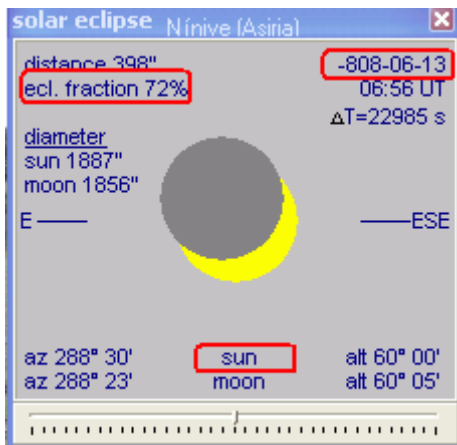 solar eclipse Nínive (Asiria)
distance 398" -808-06-13
ecl. fraction 72% 06:56 UT
ΔT=22985 s
diameter
sun 1887"
moon 1856"
E ESE
az 288° 30' sun alt 60° 00'
az 288° 23' moon alt 60° 05'